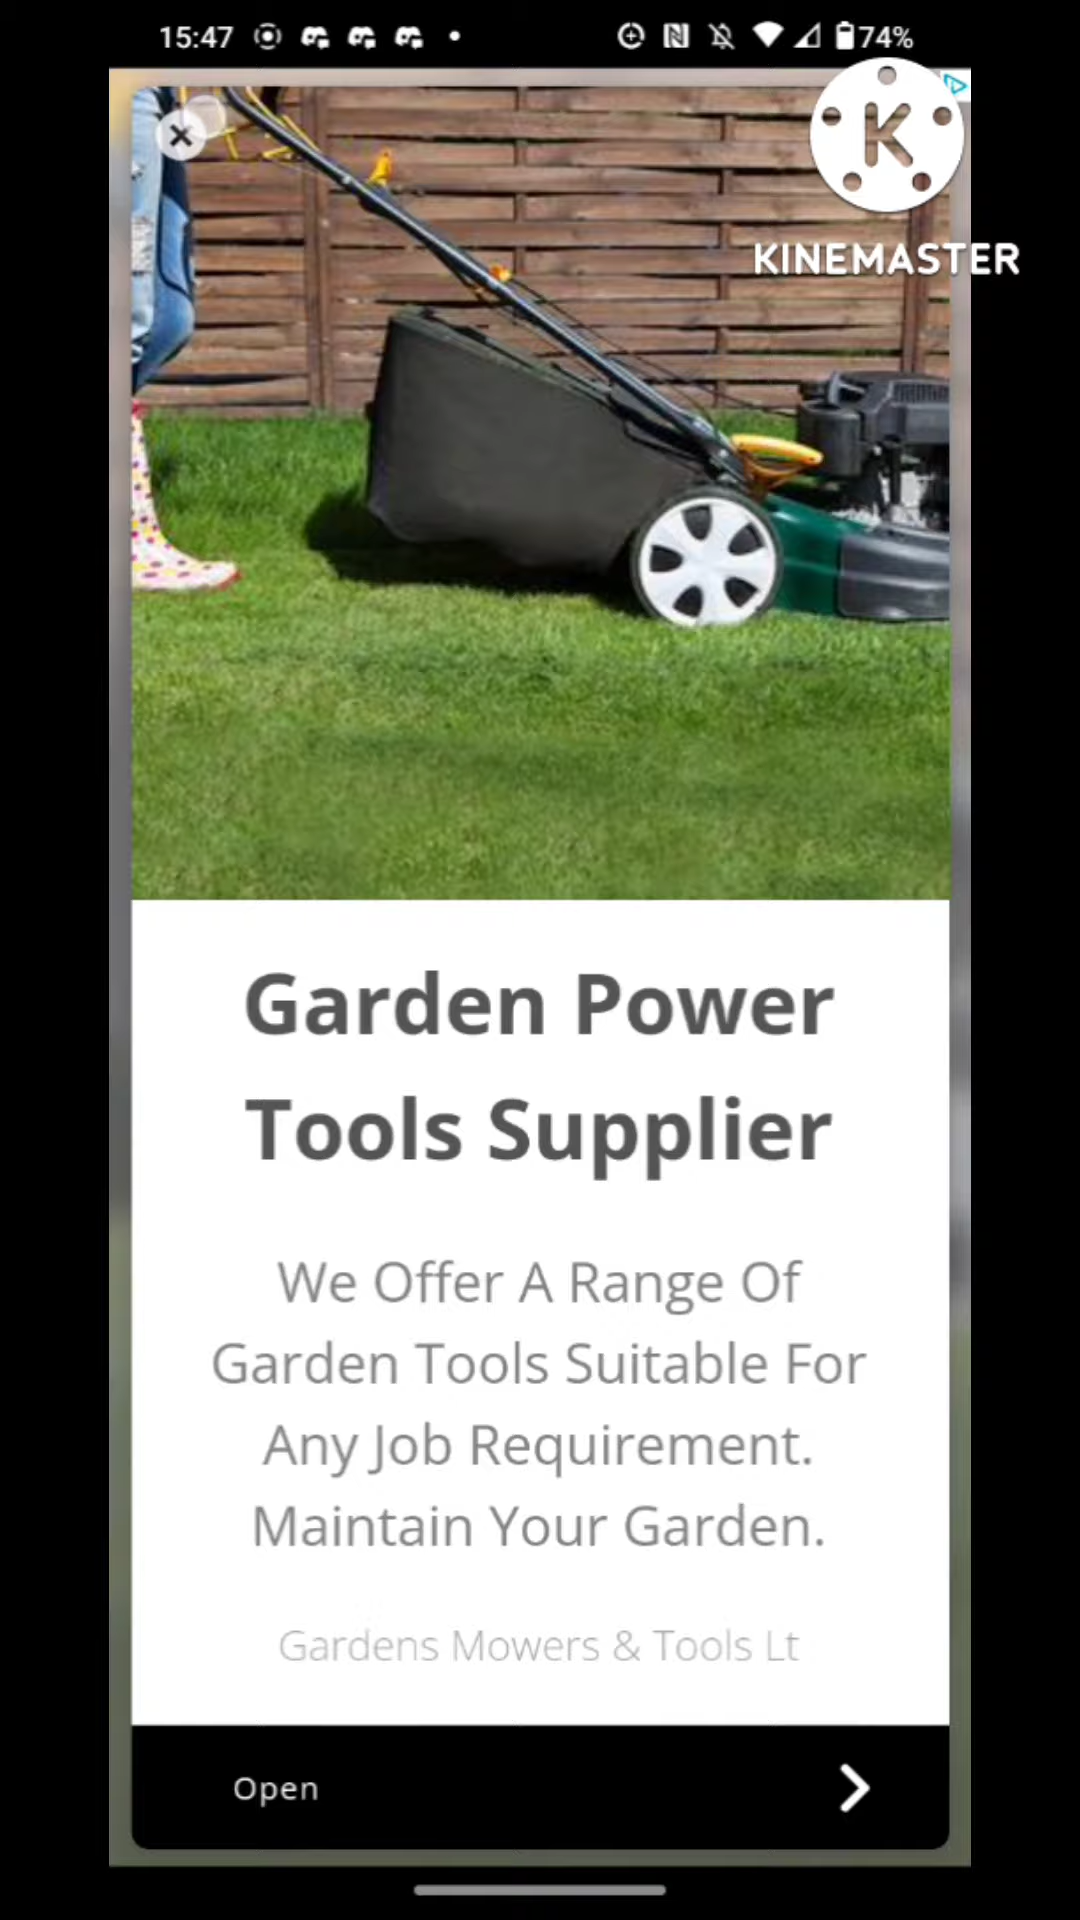 15:47
74%
K
KINEMASTER
Garden Power
Tools Supplier
We Offer A Range Of
Garden Tools Suitable For
Any Job Requirement.
Maintain Your Garden.
Gardens Mowers & Tools Lt
Open